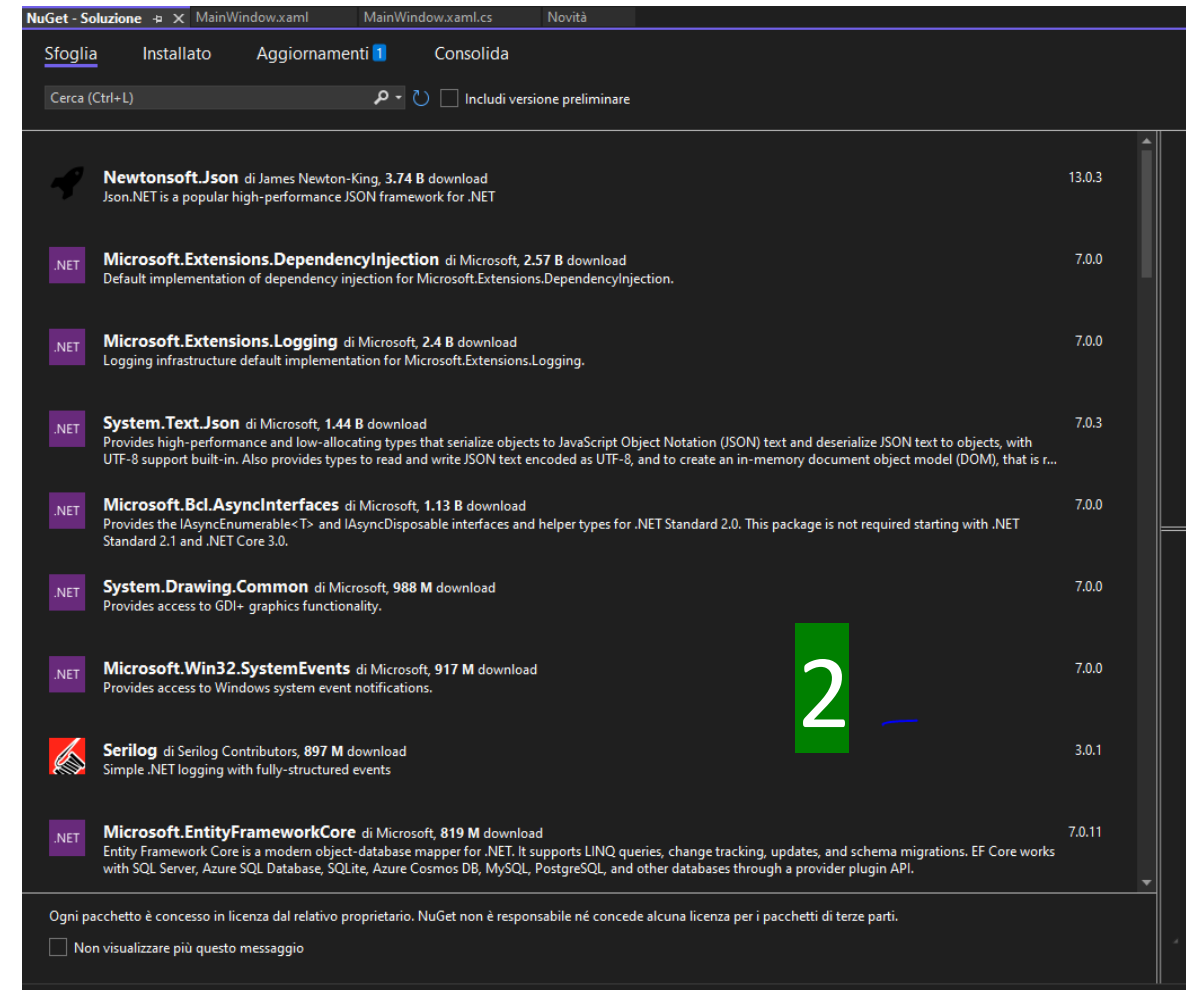 NuGet - Soluzione MainWindow.xaml MainWindow.xaml.cs Novità
Sfoglia Installato Aggiornamenti 1 Consolida
Cerca (Ctrl+L) Includi versione preliminare
Newtonsoft.Json di James Newton-King, 3.74 B download 13.0.3
Json.NET is a popular high-performance JSON framework for .NET
.NET Microsoft.Extensions.DependencyInjection di Microsoft, 2.57 B download 7.0.0
Default implementation of dependency injection for Microsoft.Extensions.DependencyInjection.
.NET Microsoft.Extensions.Logging di Microsoft, 2.4 B download 7.0.0
Logging infrastructure default implementation for Microsoft.Extensions.Logging.
.NET System.Text.Json di Microsoft, 1.44 B download 7.0.3
Provides high-performance and low-allocating types that serialize objects to JavaScript Object Notation (JSON) text and deserialize JSON text to objects, with
UTF-8 support built-in. Also provides types to read and write JSON text encoded as UTF-8, and to create an in-memory document object model (DOM), that is r...
.NET Microsoft.Bcl.AsyncInterfaces di Microsoft, 1.13 B download 7.0.0
Provides the IAsyncEnumerable<T> and IAsyncDisposable interfaces and helper types for .NET Standard 2.0. This package is not required starting with .NET
Standard 2.1 and .NET Core 3.0.
.NET System.Drawing.Common di Microsoft, 988 M download 7.0.0
Provides access to GDI+ graphics functionality.
.NET Microsoft.Win32.SystemEvents di Microsoft, 917 M download 7.0.0
Provides access to Windows system event notifications.
2
Serilog di Serilog Contributors, 897 M download 3.0.1
Simple .NET logging with fully-structured events
.NET Microsoft.EntityFrameworkCore di Microsoft, 819 M download 7.0.11
Entity Framework Core is a modern object-database mapper for .NET. It supports LINQ queries, change tracking, updates, and schema migrations. EF Core works
with SQL Server, Azure SQL Database, SQLite, Azure Cosmos DB, MySQL, PostgreSQL, and other databases through a provider plugin API.
Ogni pacchetto è concesso in licenza dal relativo proprietario. NuGet non è responsabile né concede alcuna licenza per i pacchetti di terze parti.
Non visualizzare più questo messaggio